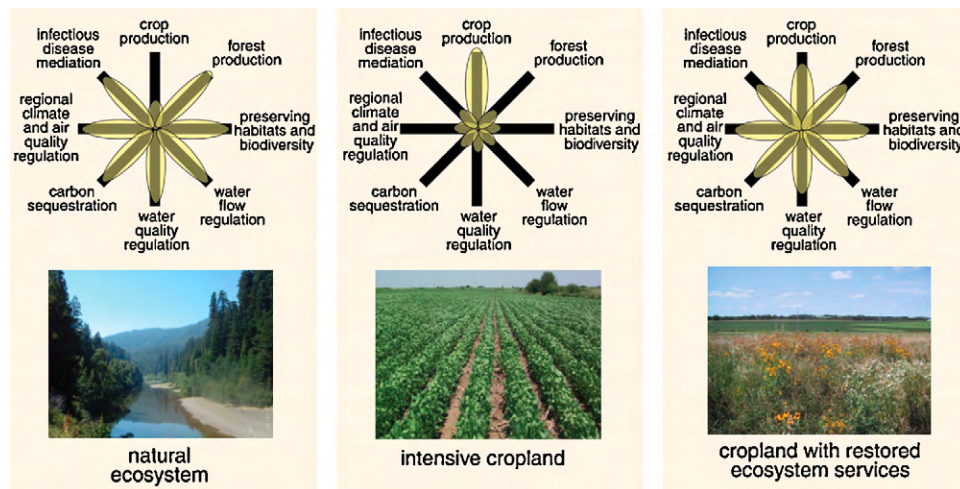 crop
production
infectious
disease
mediation
forest
production
regional
climate
and air
quality
regulation
preserving
habitats and
biodiversity
carbon
sequestration
water
quality
regulation
water
flow
regulation
natural
ecosystem
crop
production
infectious
disease
mediation
forest
production
regional
climate
and air
quality
regulation
preserving
habitats and
biodiversity
carbon
sequestration
water
quality
regulation
water
flow
regulation
intensive cropland
crop
production
infectious
disease
mediation
forest
production
regional
climate
and air
quality
regulation
preserving
habitats and
biodiversity
carbon
sequestration
water
quality
regulation
water
flow
regulation
cropland with restored
ecosystem services